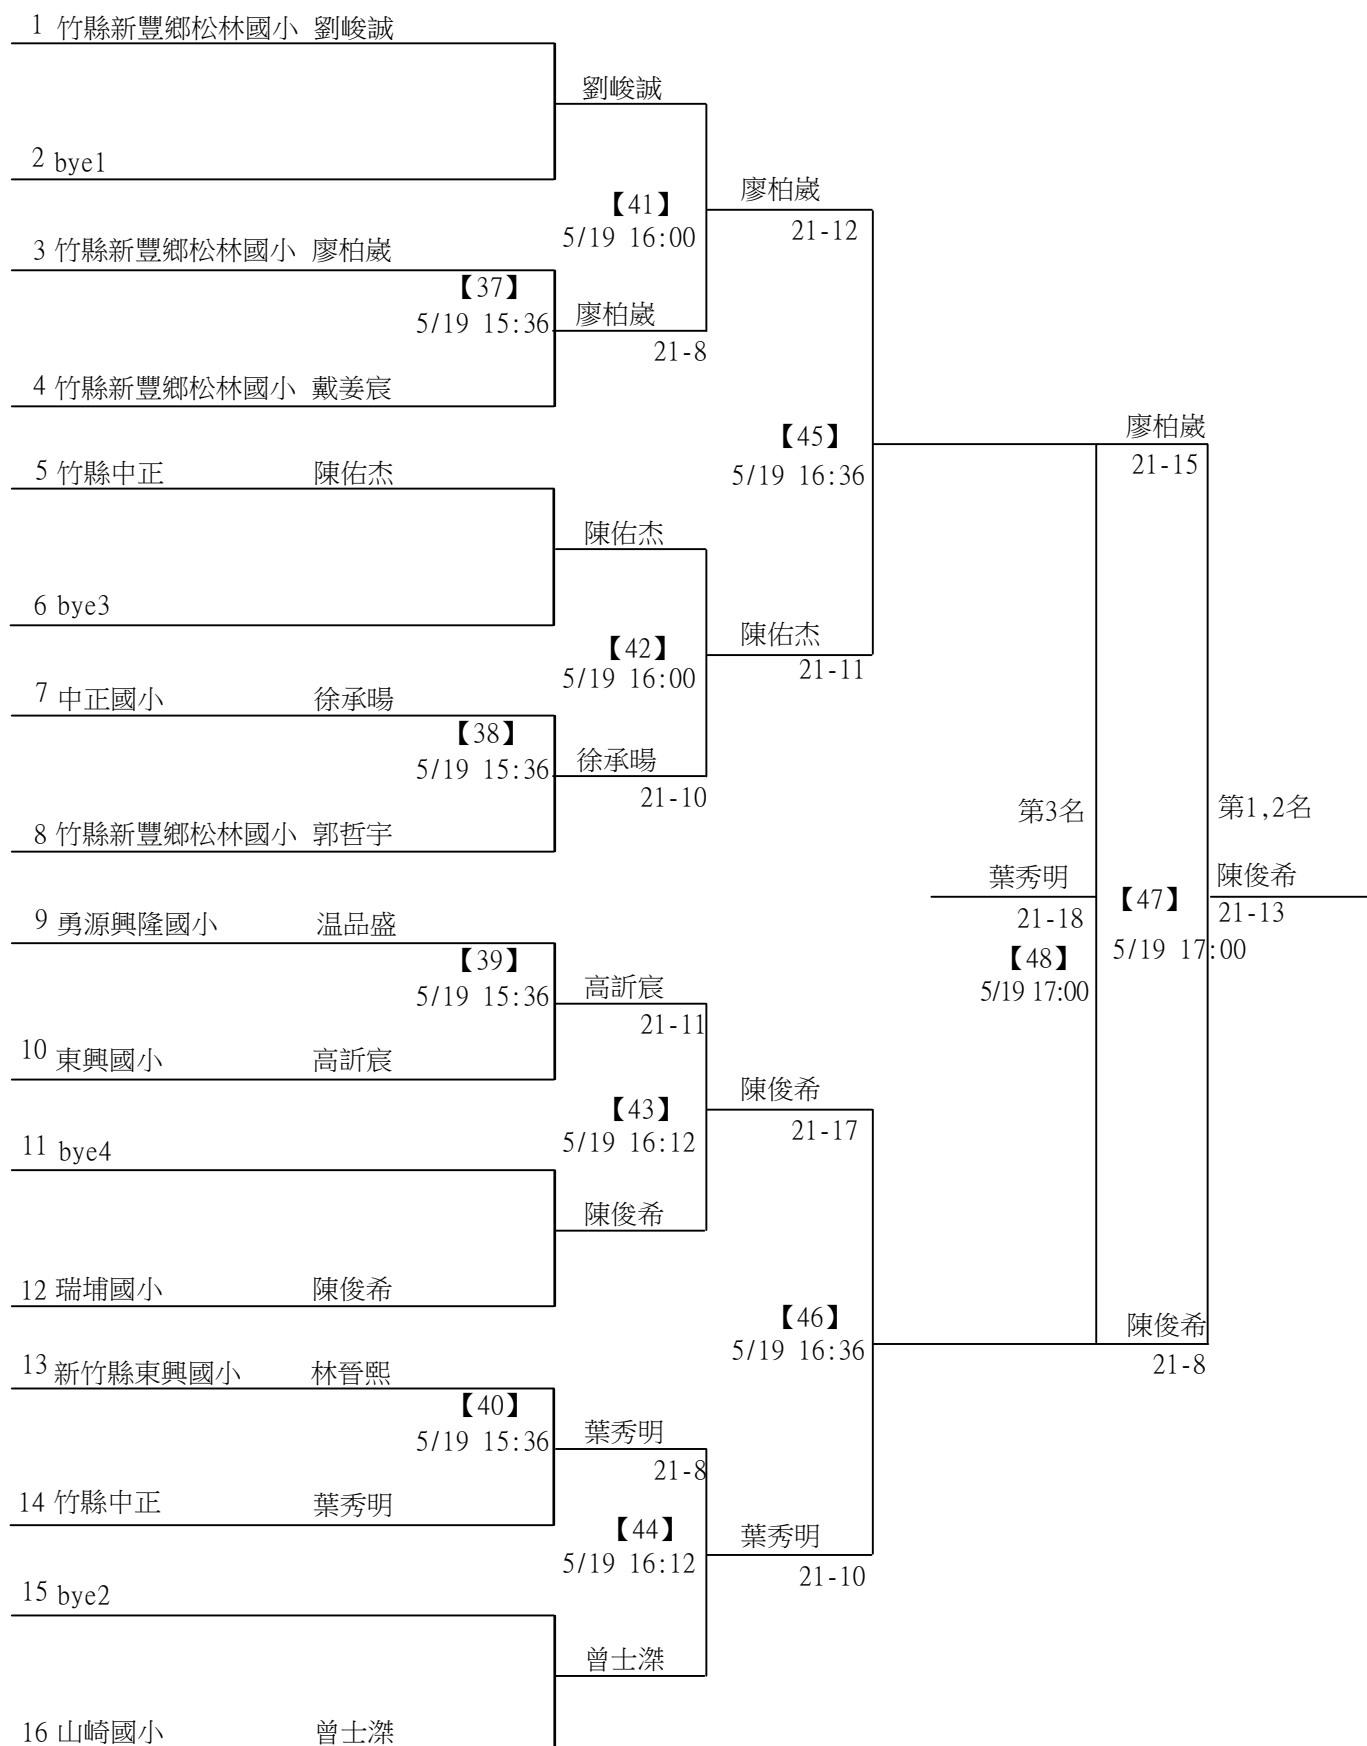 1 竹縣新豐鄉松林國小 劉峻誠
劉峻誠
2 bye1
【41】
5/19 16:00
廖柏崴
21-12
3 竹縣新豐鄉松林國小 廖柏崴
【37】
5/19 15:36
廖柏崴
21-8
4 竹縣新豐鄉松林國小 戴姜宸
【45】
5/19 16:36
廖柏崴
21-15
5 竹縣中正 陳佑杰
陳佑杰
6 bye3
【42】
5/19 16:00
陳佑杰
21-11
7 中正國小 徐承暘
【38】
5/19 15:36
徐承暘
21-10
8 竹縣新豐鄉松林國小 郭哲宇
第3名
第1,2名
葉秀明
21-18
【48】
5/19 17:00
【47】
5/19 17:00
陳俊希
21-13
9 勇源興隆國小 温品盛
【39】
5/19 15:36
高訢宸
21-11
10 東興國小 高訢宸
【43】
5/19 16:12
陳俊希
21-17
11 bye4
陳俊希
12 瑞埔國小 陳俊希
【46】
5/19 16:36
陳俊希
21-8
13 新竹縣東興國小 林晉熙
【40】
5/19 15:36
葉秀明
21-8
14 竹縣中正 葉秀明
【44】
5/19 16:12
葉秀明
21-10
15 bye2
曾士滐
16 山崎國小 曾士滐